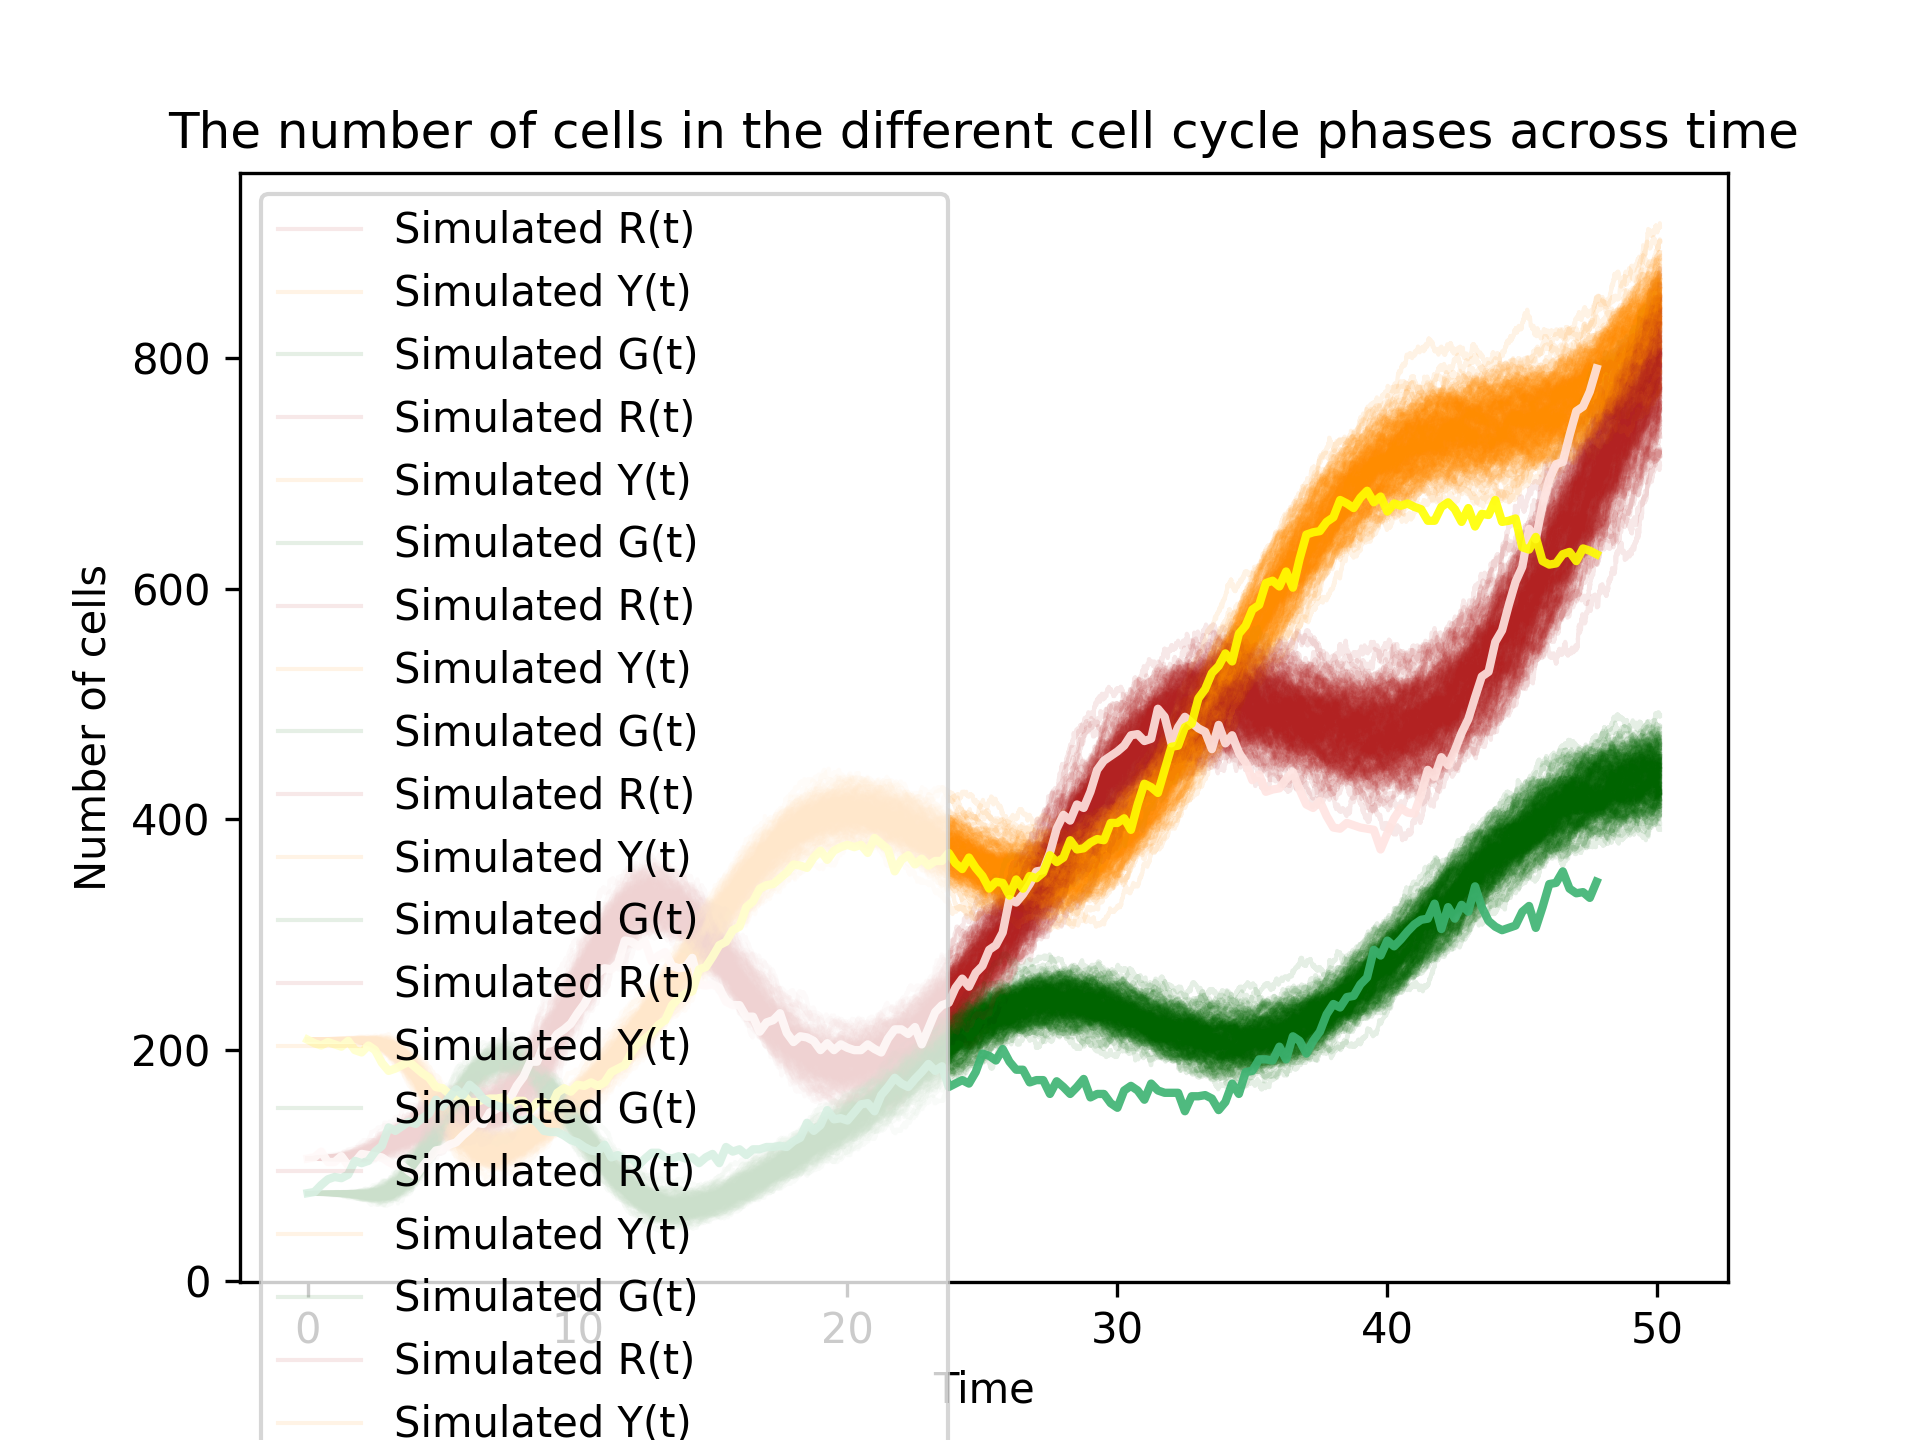 The number of cells in the different cell cycle phases across time
Number of cells
800
600
400
200
0
Simulated R(t)
Simulated Y(t)
Simulated G(t)
Simulated R(t)
Simulated Y(t)
Simulated G(t)
Simulated R(t)
Simulated Y(t)
Simulated G(t)
Simulated R(t)
Simulated Y(t)
Simulated G(t)
Simulated R(t)
Simulated Y(t)
Simulated G(t)
Simulated R(t)
Simulated Y(t)
Simulated G(t)
Simulated R(t)
Simulated Y(t)
0 10 20 30 40 50
Time